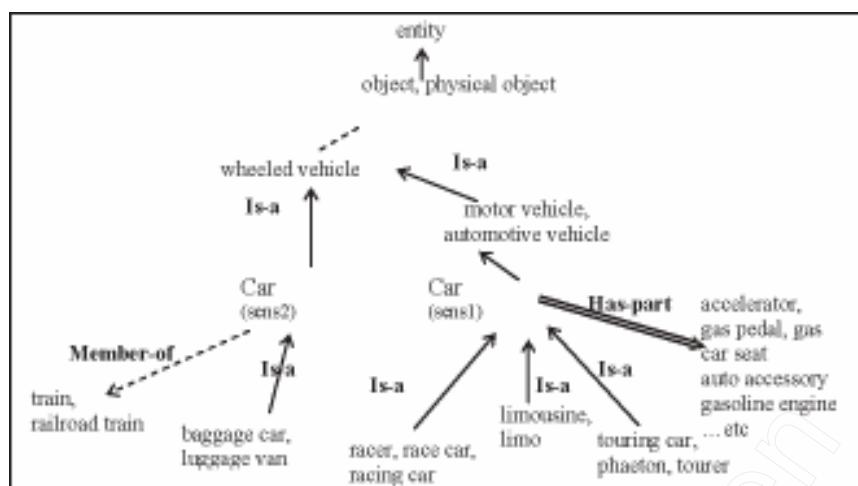 entity
object, physical object
wheeled vehicle
Is-a
Is-a
motor vehicle,
automotive vehicle
Car
(sens2)
Car
(sens1)
Has-part
accelerator,
gas pedal, gas
car seat
auto accessory
gasoline engine
... etc
Member-of
Is-a
Is-a
Is-a
Is-a
train,
railroad train
baggage car,
luggage van
racer, race car,
racing car
limousine,
limo
touring car,
phaeton, tourer